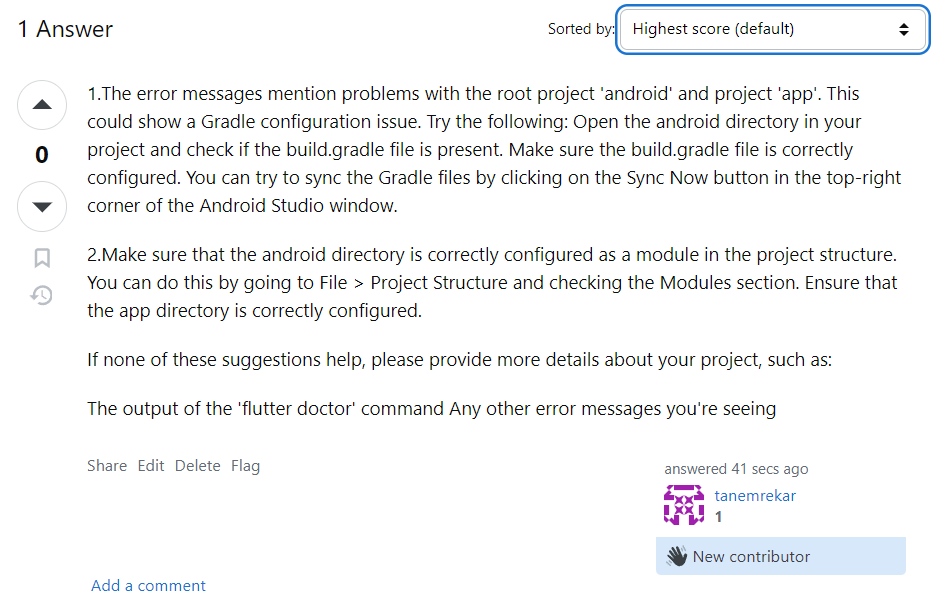 1 Answer
Sorted by:
Highest score (default)
1.The error messages mention problems with the root project 'android' and project 'app'. This
could show a Gradle configuration issue. Try the following: Open the android directory in your
project and check if the build.gradle file is present. Make sure the build.gradle file is correctly
configured. You can try to sync the Gradle files by clicking on the Sync Now button in the top-right
corner of the Android Studio window.
0
2.Make sure that the android directory is correctly configured as a module in the project structure.
You can do this by going to File > Project Structure and checking the Modules section. Ensure that
the app directory is correctly configured.
If none of these suggestions help, please provide more details about your project, such as:
The output of the 'flutter doctor' command Any other error messages you're seeing
Share Edit Delete Flag
answered 41 secs ago
tanemrekar
1
New contributor
Add a comment